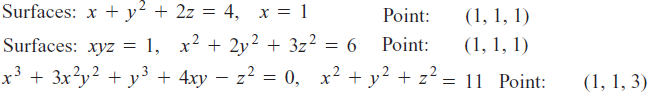 Surfaces: x + y² + 2z = 4, x = 1 Point: (1, 1, 1)
Surfaces: xyz = 1, x² + 2y² + 3z² = 6 Point: (1, 1, 1)
x³ + 3x²y² + y³ + 4xy − z² = 0, x² + y² + z² = 11 Point: (1, 1, 3)